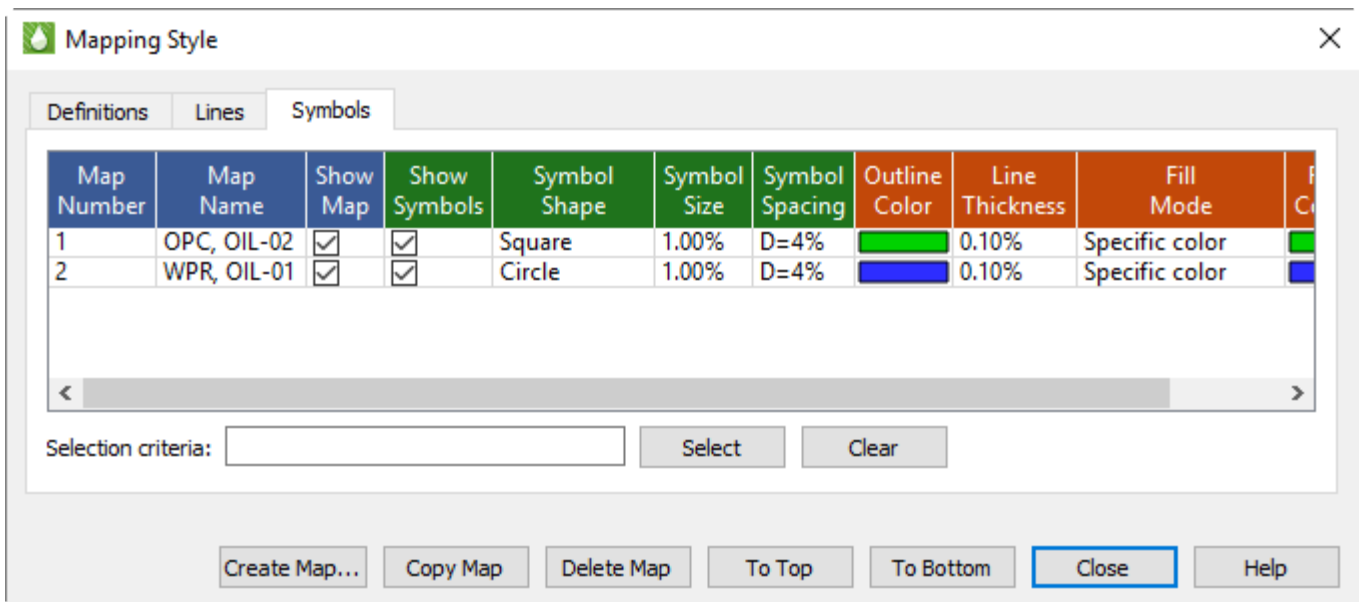 Mapping Style
Definitions Lines Symbols
Map Map Show Show Symbol Symbol Symbol Outline Line Fill
Number Name Map Symbols Shape Size Spacing Color Thickness Mode
1 OPC, OIL-02 Square 1.00% D=4% 0.10% Specific color
2 WPR, OIL-01 Circle 1.00% D=4% 0.10% Specific color
Selection criteria: Select Clear
Create Map... Copy Map Delete Map To Top To Bottom Close Help